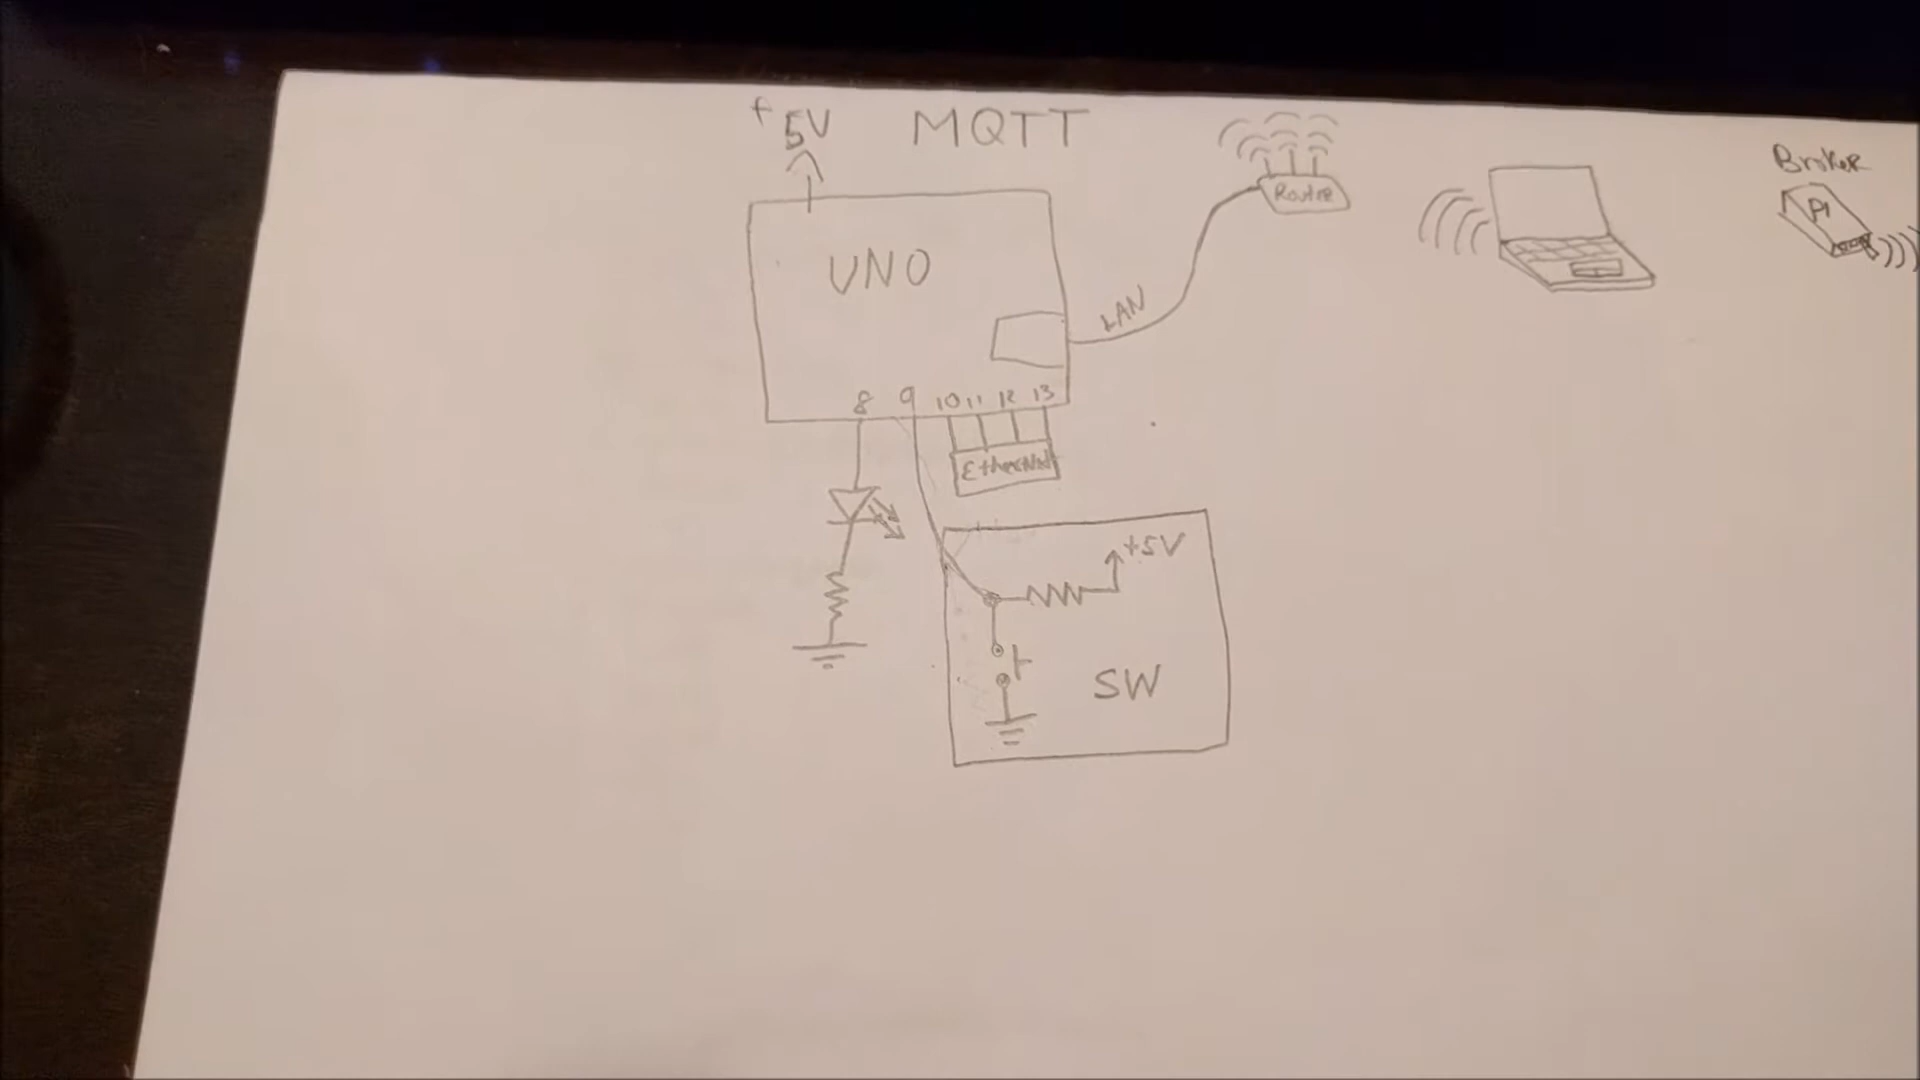 +5V MQTT
Broker
Router
Pi
UNO
LAN
8 9 10 11 12 13
Ethernet
+5V
SW